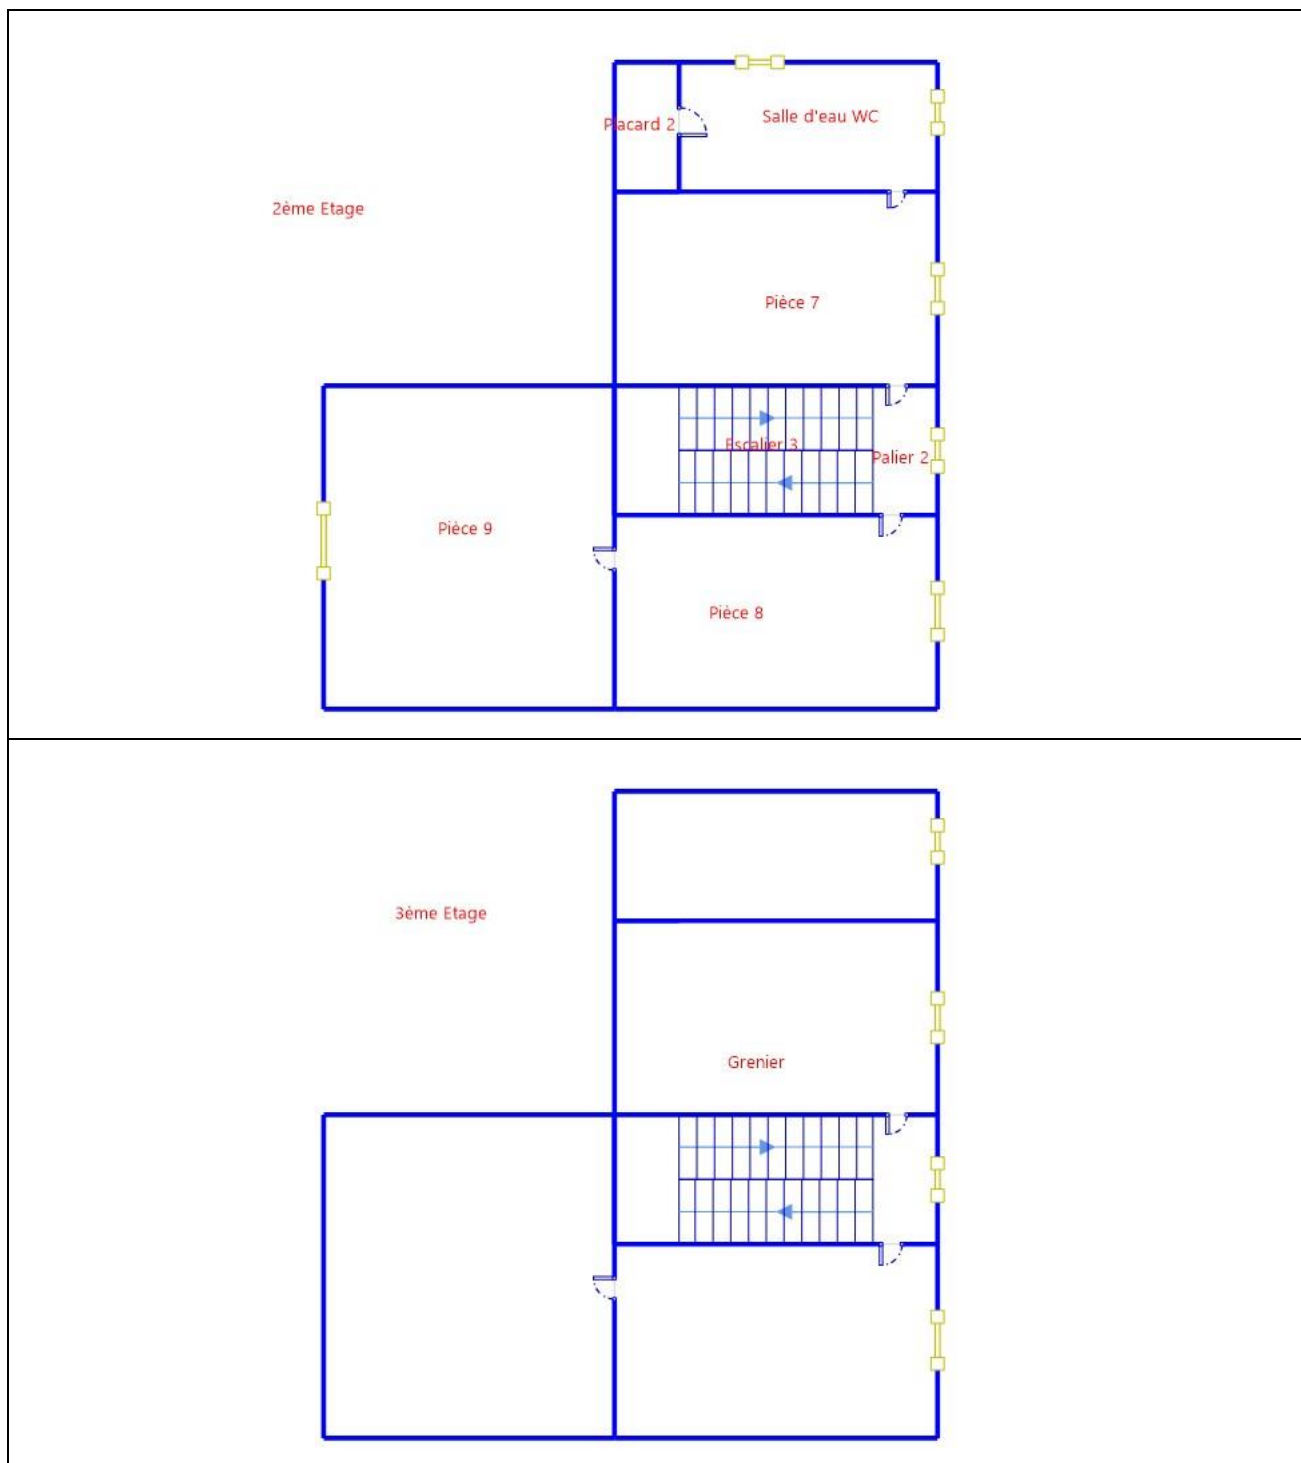 Placard 2
Salle d'eau WC
2ème Etage
Pièce 7
Escalier 3
Palier 2
Pièce 9
Pièce 8
3ème Etage
Grenier